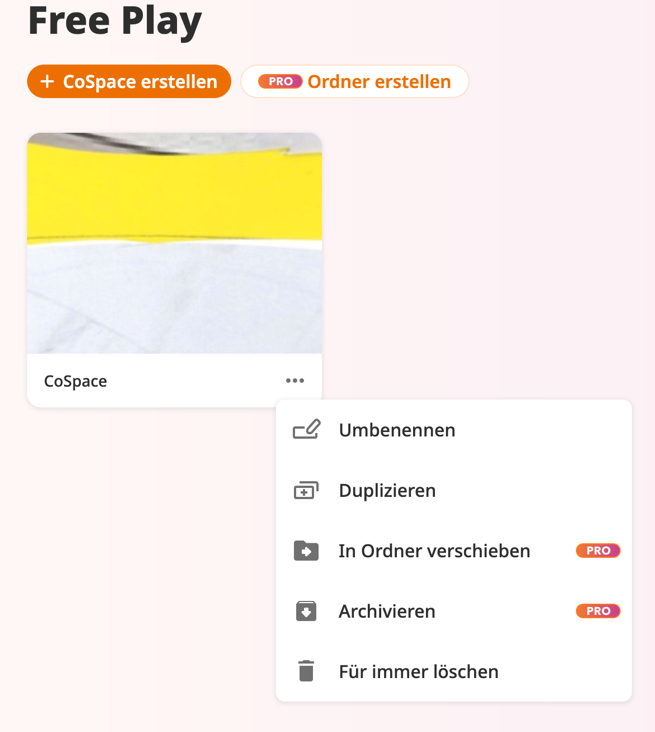 Free Play
+ CoSpace erstellen
PRO Ordner erstellen
CoSpace
Umbenennen
Duplizieren
In Ordner verschieben PRO
Archivieren PRO
Für immer löschen